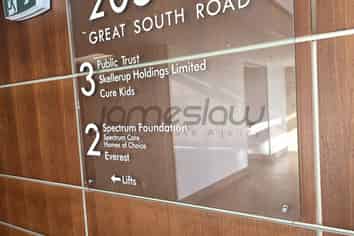 GREAT SOUTH ROAD
3 Public Trust
Skellerup Holdings Limited
Cure Kids
jameslaw
2 Spectrum Foundation
Spectrum Care
Homes of Choice
Everest
← Lifts